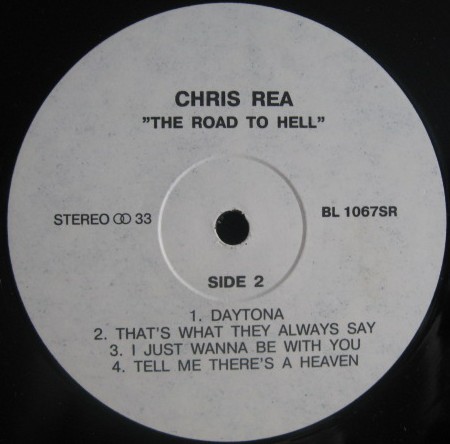 CHRIS REA
”THE ROAD TO HELL”
STEREO ⵔⵔ 33
BL 1067SR
SIDE 2
1. DAYTONA
2. THAT'S WHAT THEY ALWAYS SAY
3. I JUST WANNA BE WITH YOU
4. TELL ME THERE'S A HEAVEN